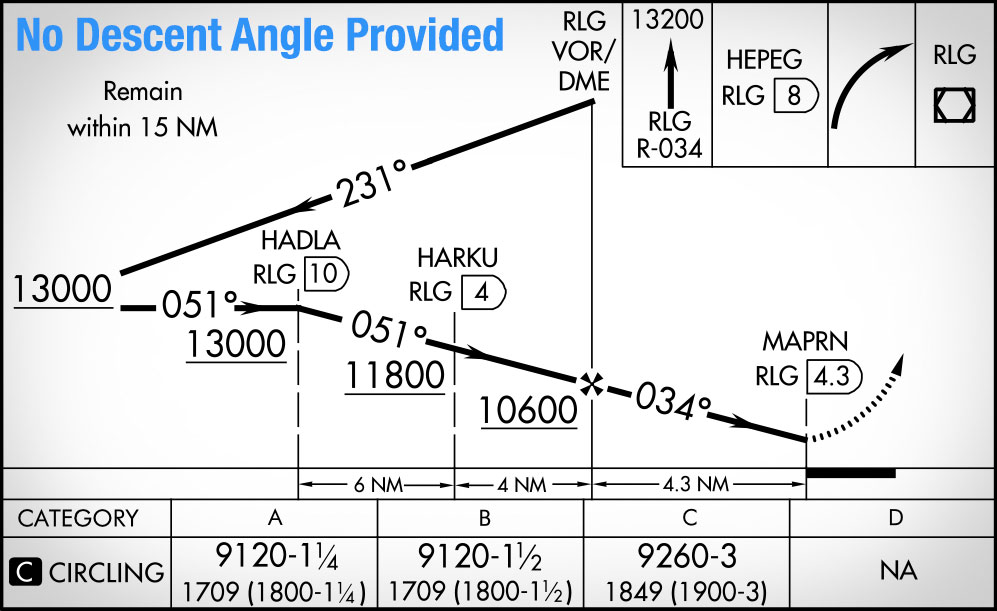 No Descent Angle Provided
Remain
within 15 NM
RLG
VOR/
DME
13200
RLG
R-034
HEPEG
RLG 8
RLG
231°
HADLA
RLG 10
HARKU
RLG 4
13000
051°
13000
051°
11800
10600
034°
MAPRN
RLG 4.3
6 NM
4 NM
4.3 NM
CATEGORY A B C D
C CIRCLING
9120-1¼
1709 (1800-1¼)
9120-1½
1709 (1800-1½)
9260-3
1849 (1900-3)
NA